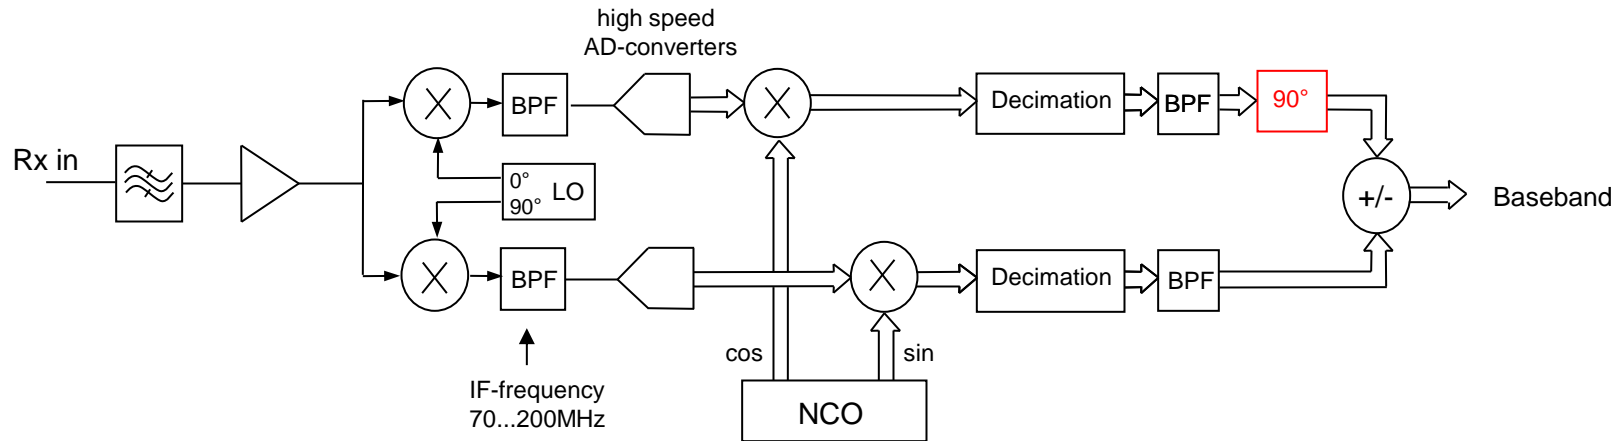 high speed
AD-converters
BPF
Decimation
BPF
90°
Rx in
0°
90°
LO
+/-
Baseband
BPF
Decimation
BPF
cos
sin
IF-frequency
70...200MHz
NCO